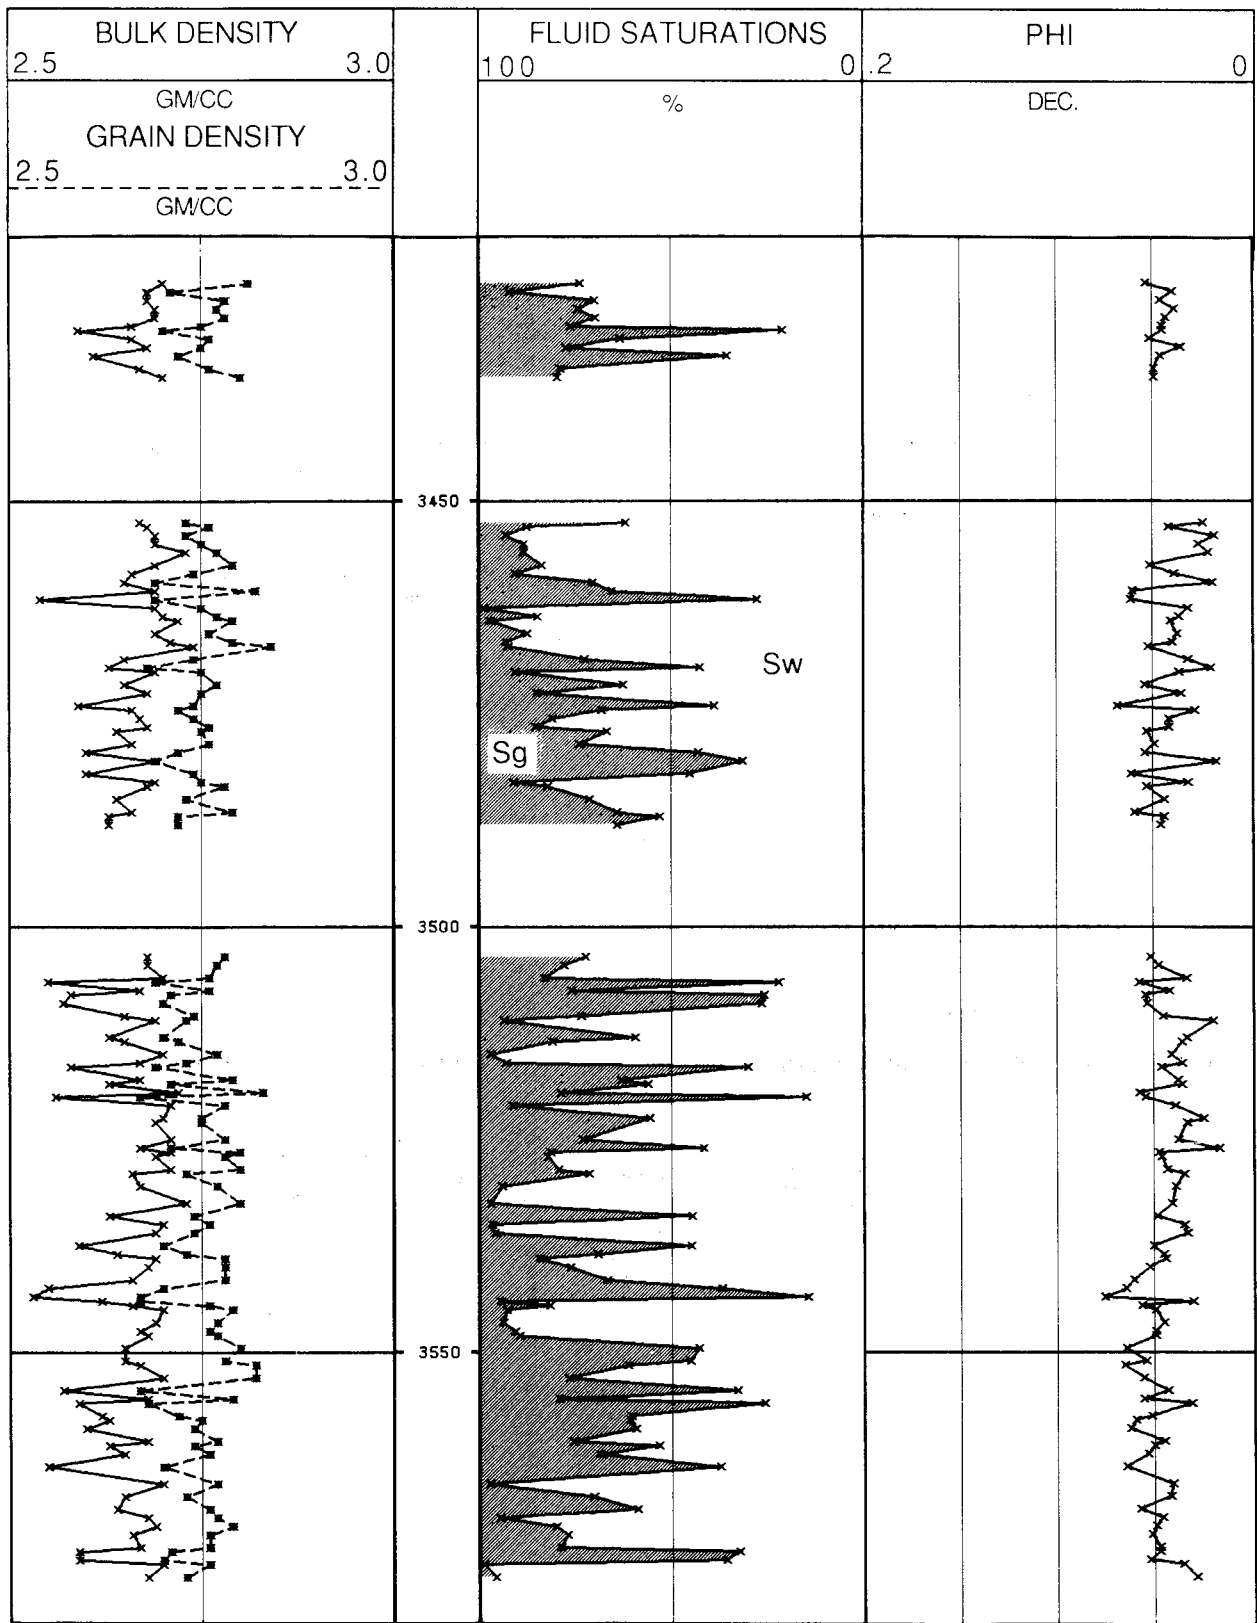 BULK DENSITY
2.5 3.0
GM/CC
GRAIN DENSITY
2.5 3.0
GM/CC
FLUID SATURATIONS
100 0
%
PHI
.2 0
DEC.
3450
Sw
Sg
3500
3550